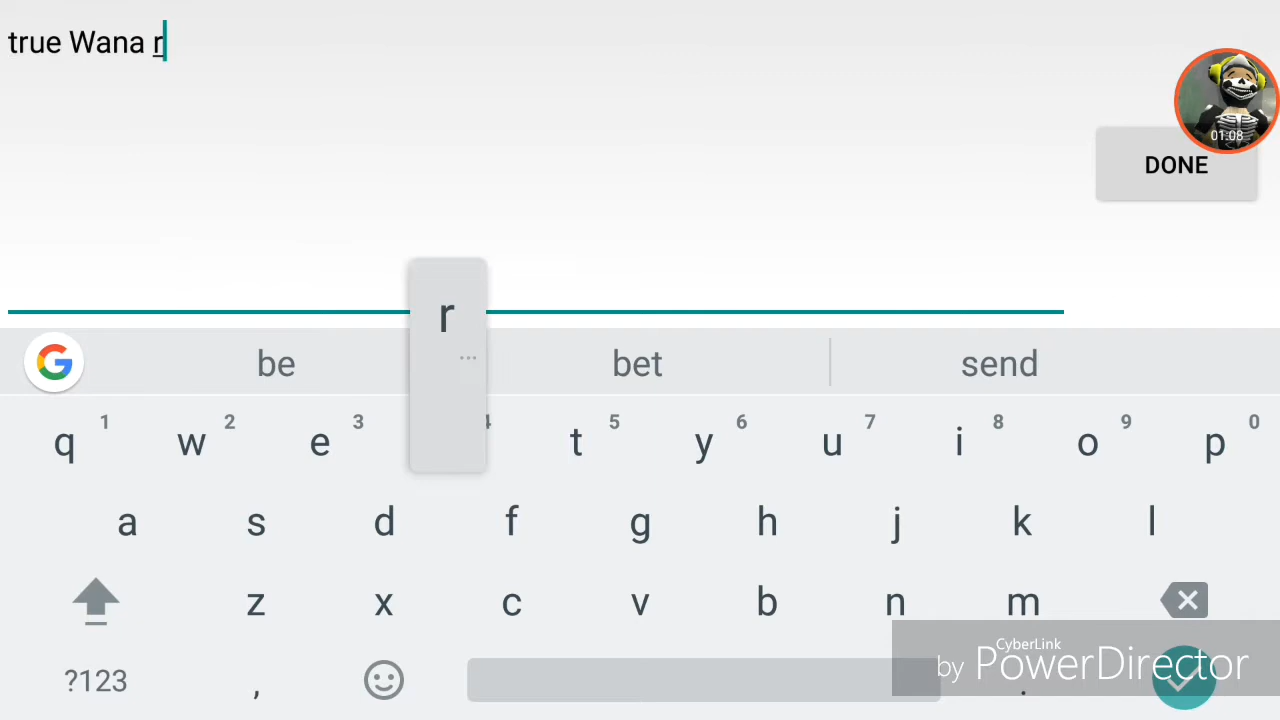 true Wana r
01:08
DONE
r
...
be bet send
1 2 3 4 5 6 7 8 9 0
q w e t y u i o p
a s d f g h j k l
z x c v b n m
CyberLink
by PowerDirector
?123 , .